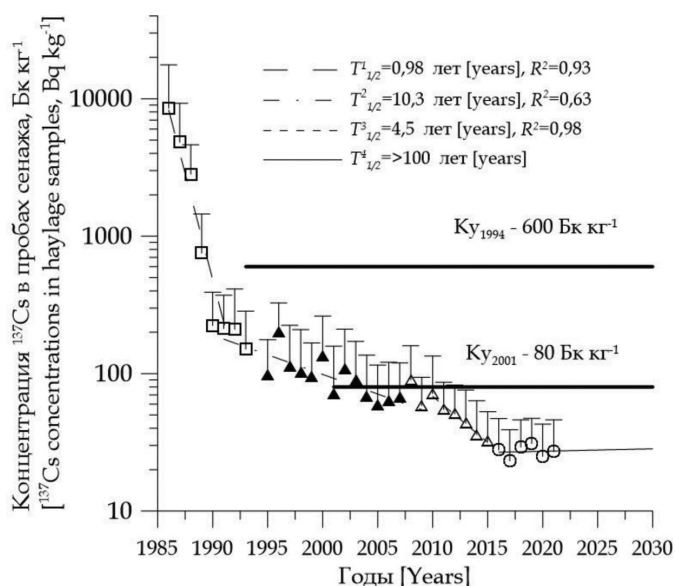 Концентрация ¹³⁷Cs в пробах сенажа, Бк кг⁻¹
[¹³⁷Cs concentrations in haylage samples, Bq kg⁻¹]
T¹₁/₂=0,98 лет [years], R²=0,93
T²₁/₂=10,3 лет [years], R²=0,63
T³₁/₂=4,5 лет [years], R²=0,98
T⁴₁/₂=>100 лет [years]
10000
1000
100
10
Ку₁₉₉₄ - 600 Бк кг⁻¹
Ку₂₀₀₁ - 80 Бк кг⁻¹
1985 1990 1995 2000 2005 2010 2015 2020 2025 2030
Годы [Years]